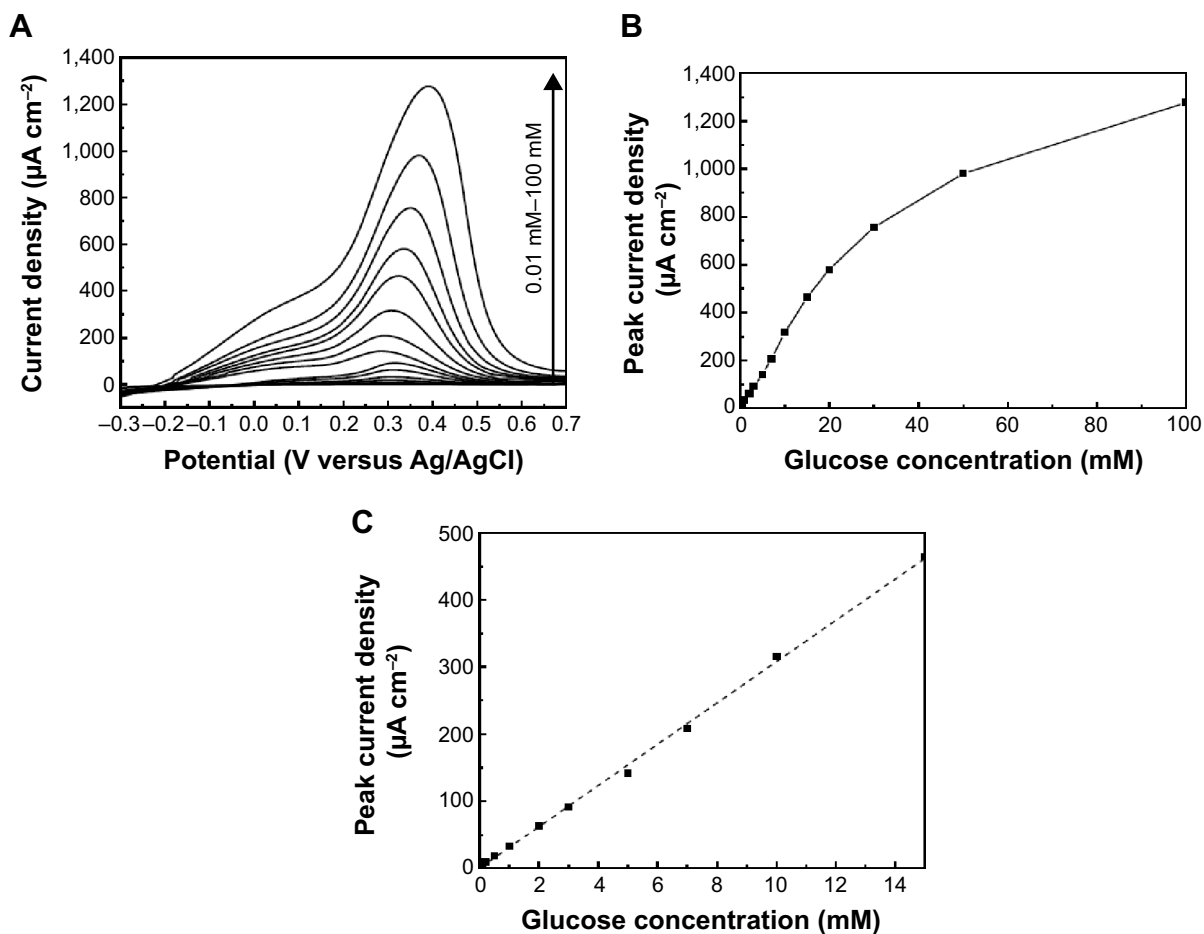 A
Current density (µA cm⁻²)
1,400
1,200
1,000
800
600
400
200
0
–0.3 –0.2 –0.1 0.0 0.1 0.2 0.3 0.4 0.5 0.6 0.7
Potential (V versus Ag/AgCl)
0.01 mM–100 mM
B
Peak current density
(µA cm⁻²)
1,400
1,200
1,000
800
600
400
200
0
0 20 40 60 80 100
Glucose concentration (mM)
C
Peak current density
(µA cm⁻²)
500
400
300
200
100
0
0 2 4 6 8 10 12 14
Glucose concentration (mM)